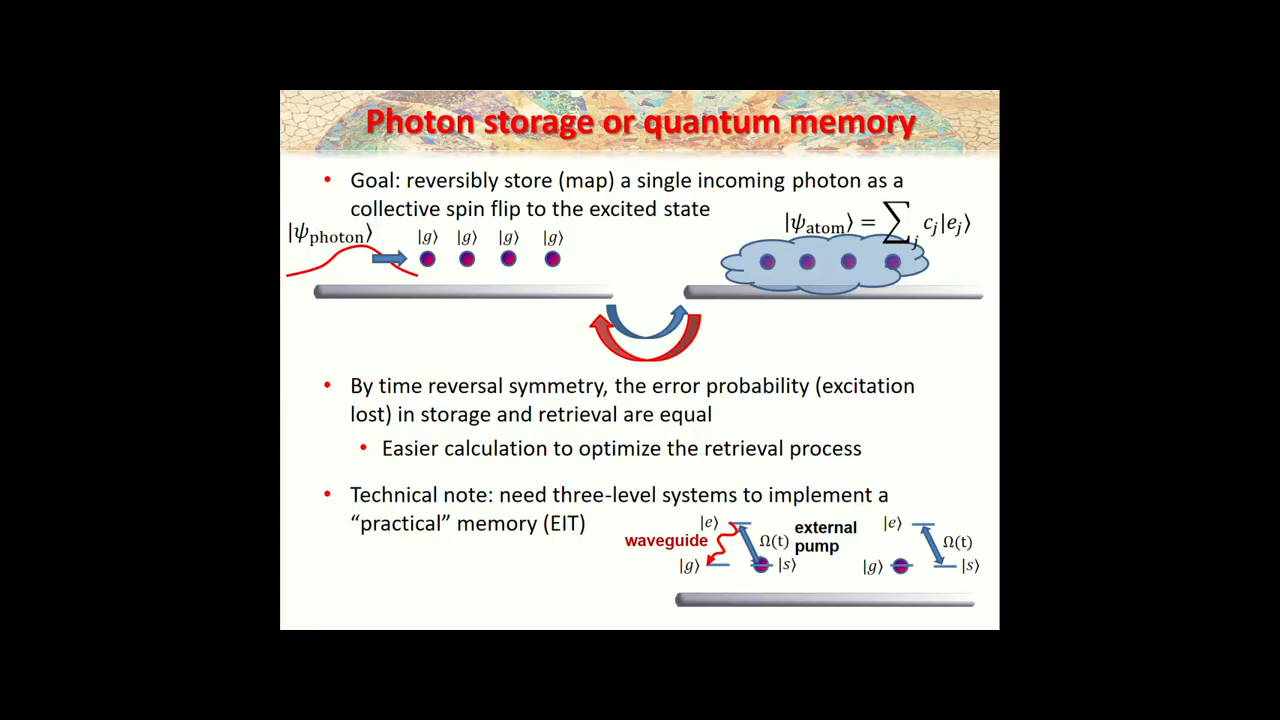 Photon storage or quantum memory
• Goal: reversibly store (map) a single incoming photon as a
collective spin flip to the excited state
|ψphoton⟩
|g⟩ |g⟩ |g⟩ |g⟩
|ψatom⟩ = ∑j cj|ej⟩
• By time reversal symmetry, the error probability (excitation
lost) in storage and retrieval are equal
• Easier calculation to optimize the retrieval process
• Technical note: need three-level systems to implement a
“practical” memory (EIT)
|e⟩ external |e⟩
waveguide Ω(t) pump Ω(t)
|g⟩ |s⟩ |g⟩ |s⟩